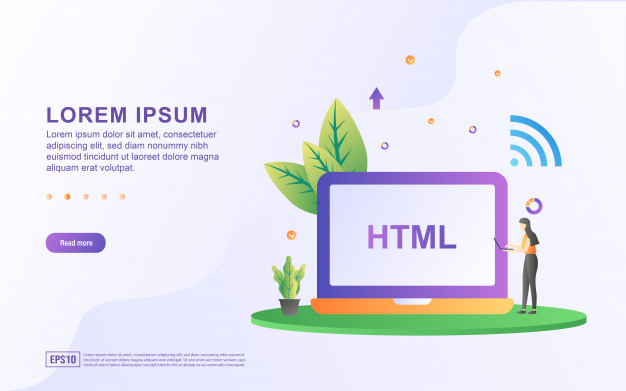 LOREM IPSUM
Lorem ipsum dolor sit amet, consectetuer
adipiscing elit, sed diam nonummy nibh
euismod tincidunt ut laoreet dolore magna
aliquam erat volutpat.
Read more
HTML
EPS10